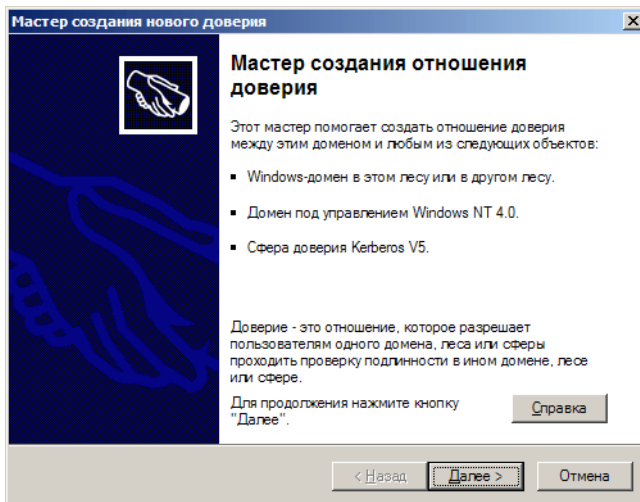 Мастер создания нового доверия
Мастер создания отношения
доверия
Этот мастер помогает создать отношение доверия
между этим доменом и любым из следующих объектов:
▪ Windows-домен в этом лесу или в другом лесу.
▪ Домен под управлением Windows NT 4.0.
▪ Сфера доверия Kerberos V5.
Доверие - это отношение, которое разрешает
пользователям одного домена, леса или сферы
проходить проверку подлинности в ином домене, лесе
или сфере.
Для продолжения нажмите кнопку
"Далее".
Справка
< Назад
Далее >
Отмена